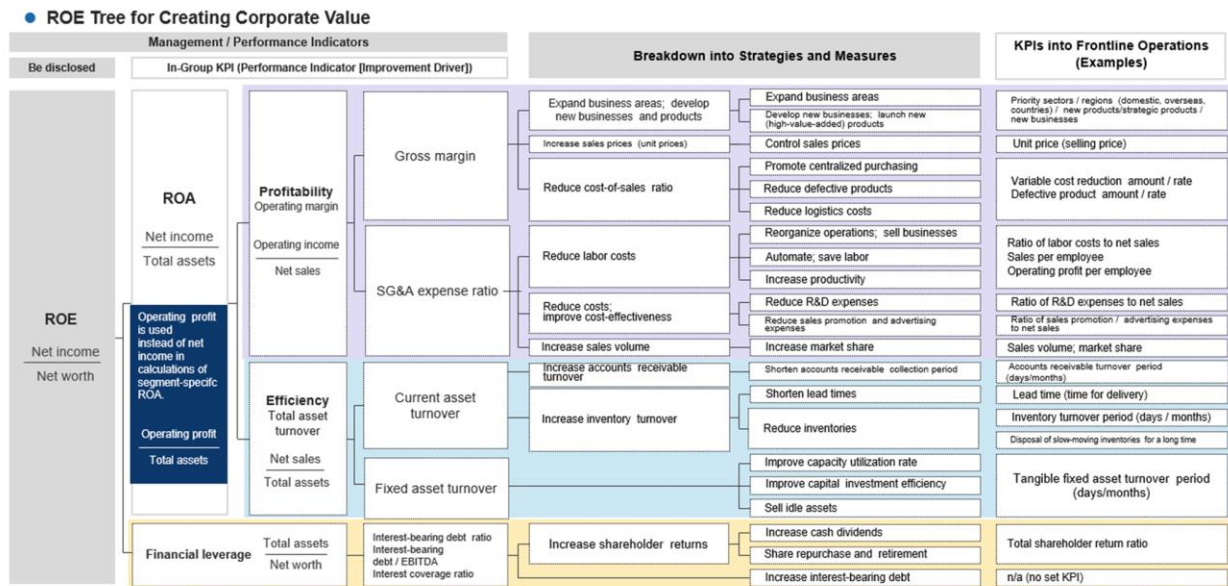 ROE Tree for Creating Corporate Value
Management / Performance Indicators
Breakdown into Strategies and Measures
KPIs into Frontline Operations
(Examples)
Be disclosed
In-Group KPI (Performance Indicator [Improvement Driver])
ROE
Net income
Net worth
ROA
Net income
Total assets
Operating profit
is used
instead of net
income in
calculations of
segment-specifc
ROA.
Operating profit
Total assets
Profitability
Operating margin
Operating income
Net sales
Gross margin
Expand business areas; develop
new businesses and products
Expand business areas
Develop new businesses; launch new
(high-value-added) products
Priority sectors / regions (domestic, overseas,
countries) / new products/strategic products /
new businesses
Increase sales prices (unit prices)
Control sales prices
Unit price (selling price)
Reduce cost-of-sales ratio
Promote centralized purchasing
Reduce defective products
Reduce logistics costs
Variable cost reduction amount / rate
Defective product amount / rate
SG&A expense ratio
Reduce labor costs
Reorganize operations; sell businesses
Automate; save labor
Increase productivity
Ratio of labor costs to net sales
Sales per employee
Operating profit per employee
Reduce costs;
improve cost-effectiveness
Reduce R&D expenses
Ratio of R&D expenses to net sales
Reduce sales promotion and advertising
expenses
Ratio of sales promotion / advertising expenses
to net sales
Increase sales volume
Increase market share
Sales volume; market share
Efficiency
Total asset
turnover
Net sales
Total assets
Current asset
turnover
Increase accounts receivable
turnover
Shorten accounts receivable collection period
Accounts receivable turnover period
(days/months)
Increase inventory turnover
Shorten lead times
Lead time (time for delivery)
Reduce inventories
Inventory turnover period (days / months)
Disposal of slow-moving inventories for a long time
Fixed asset turnover
Improve capacity utilization rate
Improve capital investment efficiency
Sell idle assets
Tangible fixed asset turnover period
(days/months)
Financial leverage
Total assets
Net worth
Interest-bearing debt ratio
Interest-bearing
debt / EBITDA
Interest coverage ratio
Increase shareholder returns
Increase cash dividends
Share repurchase and retirement
Total shareholder return ratio
Increase interest-bearing debt
n/a (no set KPI)